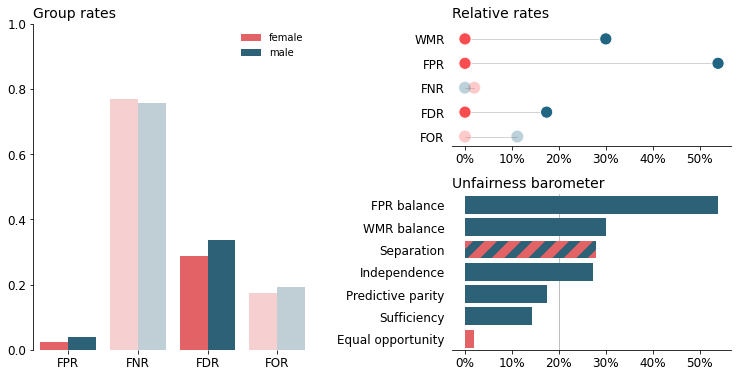 Group rates
1.0
0.8
0.6
0.4
0.2
0.0
female
male
FPR FNR FDR FOR
Relative rates
WMR
FPR
FNR
FDR
FOR
0% 10% 20% 30% 40% 50%
Unfairness barometer
FPR balance
WMR balance
Separation
Independence
Predictive parity
Sufficiency
Equal opportunity
0% 10% 20% 30% 40% 50%